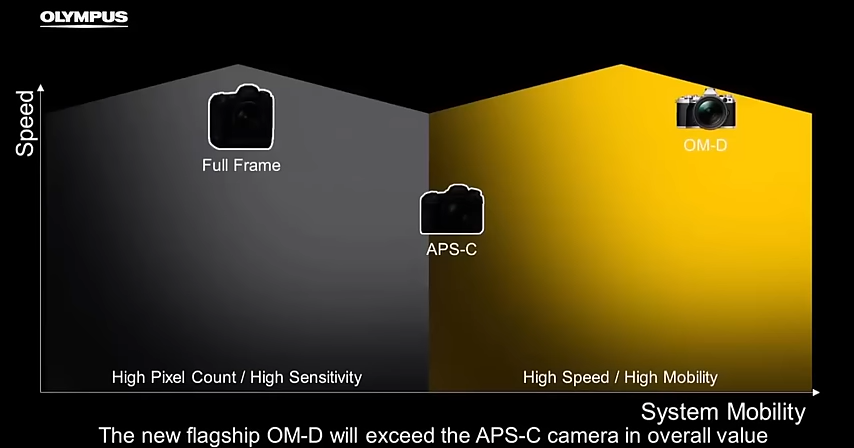 OLYMPUS
Speed
Full Frame
OM-D
APS-C
High Pixel Count / High Sensitivity
High Speed / High Mobility
System Mobility
The new flagship OM-D will exceed the APS-C camera in overall value